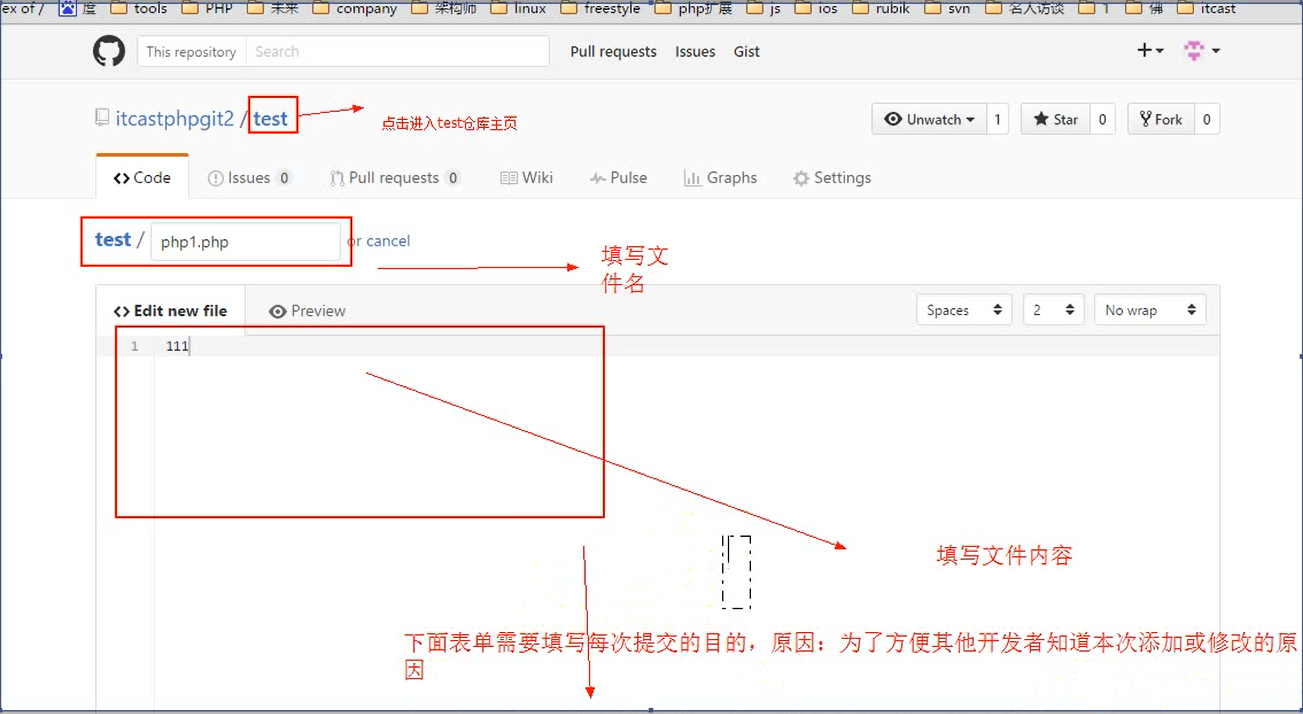 ex of / 度 tools PHP 未来 company 架构师 linux freestyle php扩展 js ios rubik svn 名人访谈 1 佛 itcast
This repository Search Pull requests Issues Gist
itcastphpgit2 / test 点击进入test仓库主页 Unwatch 1 Star 0 Fork 0
Code Issues 0 Pull requests 0 Wiki Pulse Graphs Settings
test / php1.php or cancel
填写文
件名
Edit new file Preview Spaces 2 No wrap
1 111
填写文件内容
下面表单需要填写每次提交的目的，原因：为了方便其他开发者知道本次添加或修改的原
因